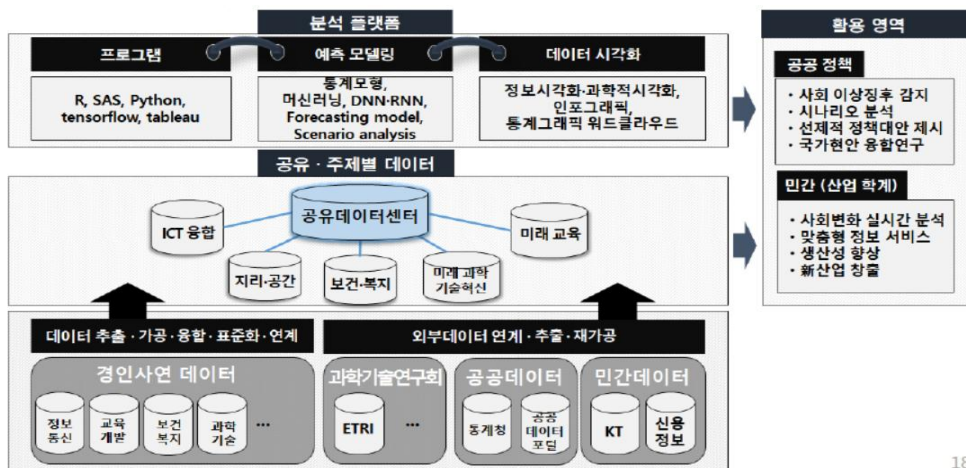 분석 플랫폼
프로그램
예측 모델링
데이터 시각화
R, SAS, Python,
tensorflow, tableau
통계모형,
머신러닝, DNN·RNN,
Forecasting model,
Scenario analysis
정보시각화·과학적시각화,
인포그래픽,
통계그래픽 워드클라우드
공유 · 주제별 데이터
공유데이터센터
ICT 융합
지리·공간
보건·복지
미래 과학
기술혁신
미래 교육
데이터 추출 · 가공 · 융합 · 표준화 · 연계
외부데이터 연계 · 추출 · 재가공
경인사연 데이터
정보
통신
교육
개발
보건
복지
과학
기술
...
과학기술연구회
ETRI
...
공공데이터
통계청
공공
데이터
포딜
민간데이터
KT
신용
정보
활용 영역
공공 정책
· 사회 이상징후 감지
· 시나리오 분석
· 선제적 정책대안 제시
· 국가현안 융합연구
민간 (산업 학계)
· 사회변화 실시간 분석
· 맞춤형 정보 서비스
· 생산성 향상
· 新산업 창출
18